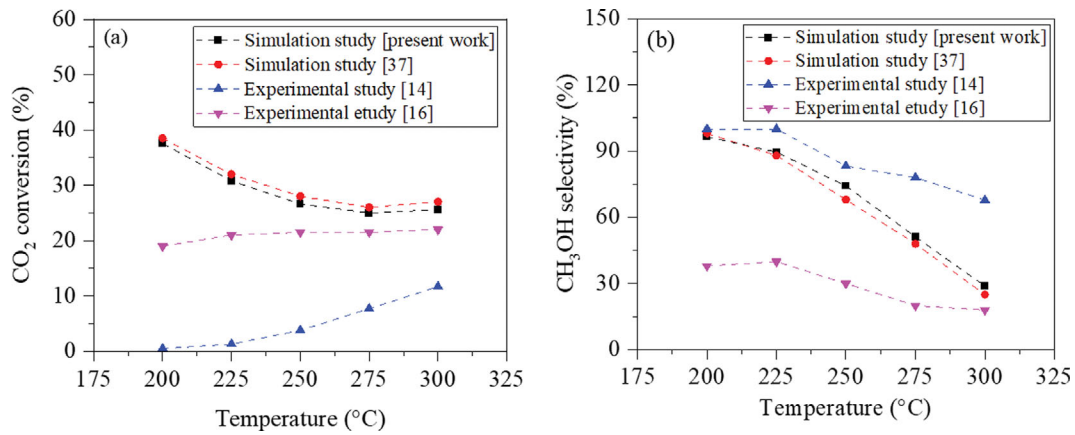 (a)
Simulation study [present work]
Simulation study [37]
Experimental study [14]
Experimental etudy [16]
CO₂ conversion (%)
60
50
40
30
20
10
0
175 200 225 250 275 300 325
Temperature (°C)
(b)
Simulation study [present work]
Simulation study [37]
Experimental study [14]
Experimental etudy [16]
CH₃OH selectivity (%)
150
120
90
60
30
0
175 200 225 250 275 300 325
Temperature (°C)